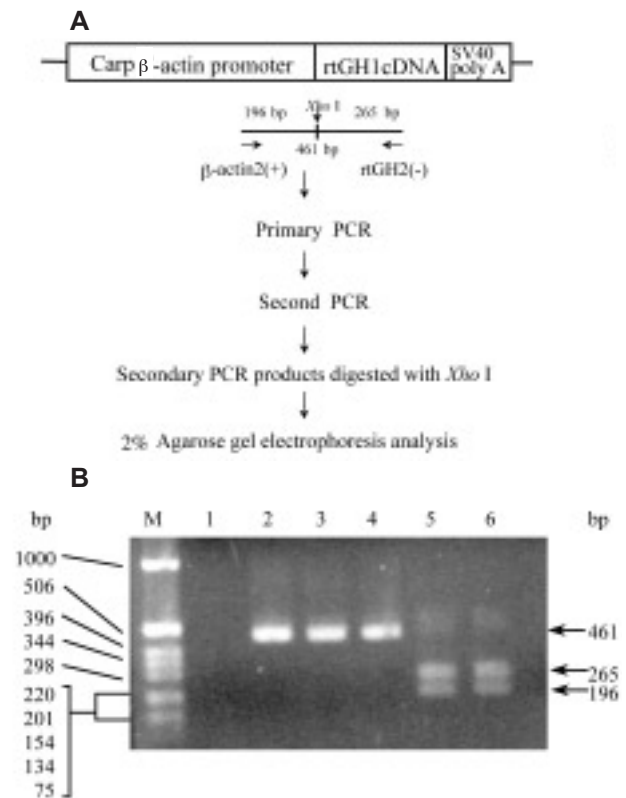 A
Carp β-actin promoter rtGH1cDNA SV40 poly A
196 bp Xho I 265 bp
461 bp
β-actin2(+) rtGH2(-)
Primary PCR
Second PCR
Secondary PCR products digested with Xho I
2% Agarose gel electrophoresis analysis
B
bp M 1 2 3 4 5 6 bp
1000
506
396
344
298
220
201
154
134
75
461
265
196